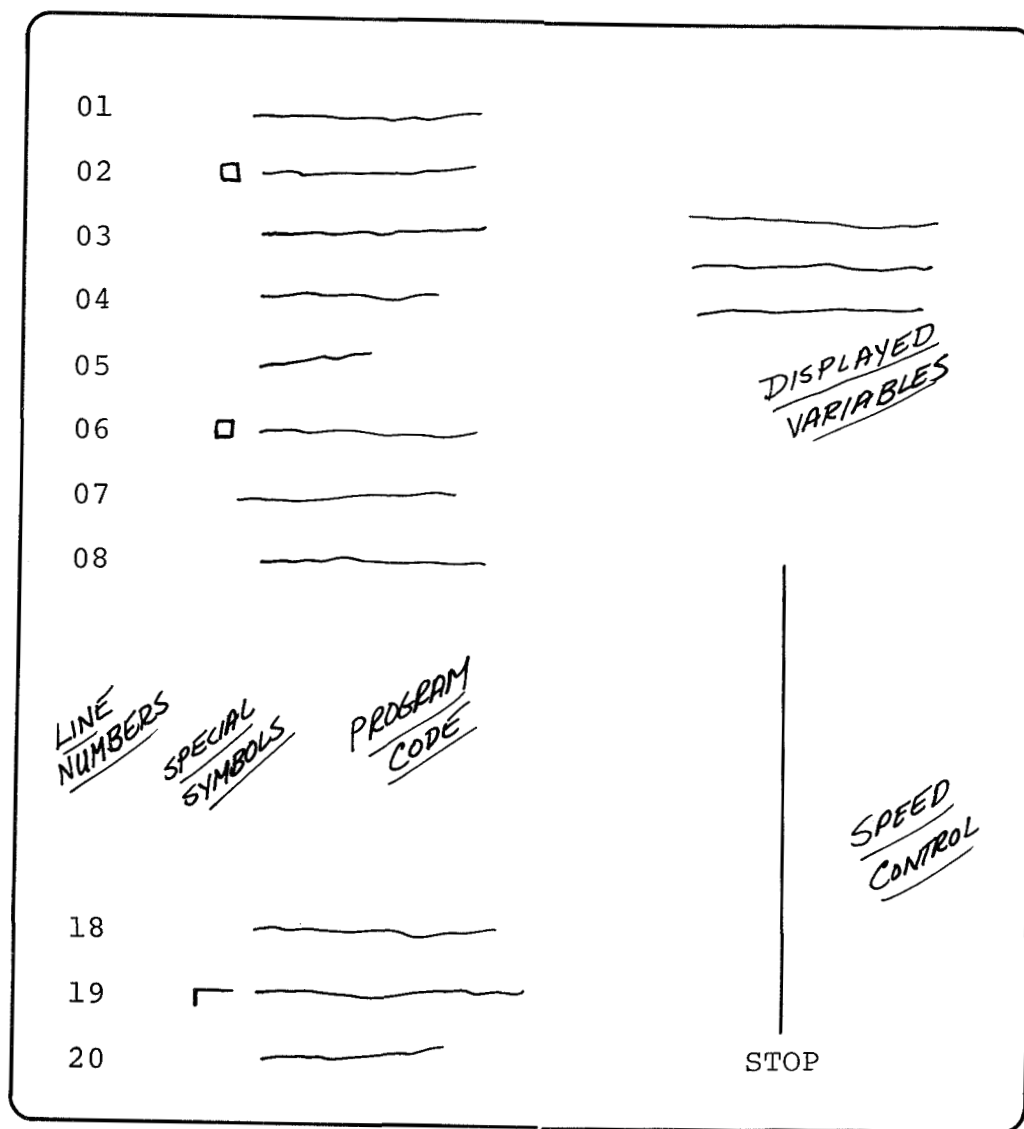 01
02
03
04
05
06
07
08
DISPLAYED
VARIABLES
LINE
NUMBERS
SPECIAL
SYMBOLS
PROGRAM
CODE
SPEED
CONTROL
18
19
20
STOP